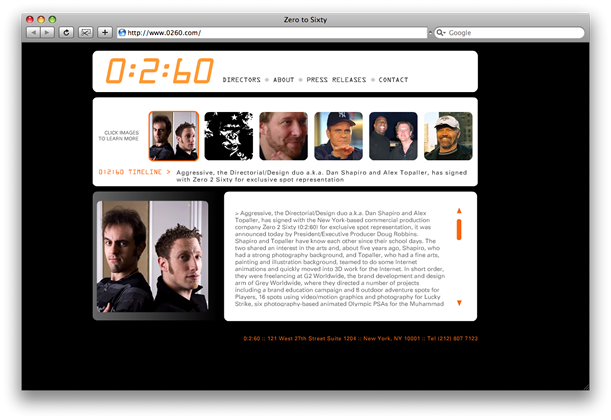 Zero to Sixty
http://www.0260.com/
Google
0:2:60
DIRECTORS ABOUT PRESS RELEASES CONTACT
CLICK IMAGES
TO LEARN MORE
0:2:60 TIMELINE > Aggressive, the Directorial/Design duo a.k.a. Dan Shapiro and Alex Topaller, has signed
with Zero 2 Sixty for exclusive spot representation
» Aggressive, the Directorial/Design duo a.k.a. Dan Shapiro and Alex
Topaller, has signed with the New York-based commercial production
company Zero 2 Sixty (0:2:60) for exclusive spot representation, it was
announced today by President/Executive Producer Doug Robbins.
Shapiro and Topaller have know each other since their school days. The
two shared an interest in the arts and, about five years ago, Shapiro, who
had a strong photography background, and Topaller, who had a fine arts,
painting and illustration background, teamed to do some Internet
animations and quickly moved into 3D work for the Internet. In short order,
they were freelancing at G2 Worldwide, the brand development and design
arm of Grey Worldwide, where they directed a number of projects
including a brand education campaign and 8 outdoor adventure spots for
Players, 16 spots using video/motion graphics and photography for Lucky
Strike, six photography-based animated Olympic PSAs for the Muhammad
0:2:60 :: 121 West 27th Street Suite 1204 :: New York, NY 10001 :: Tel (212) 807 7123